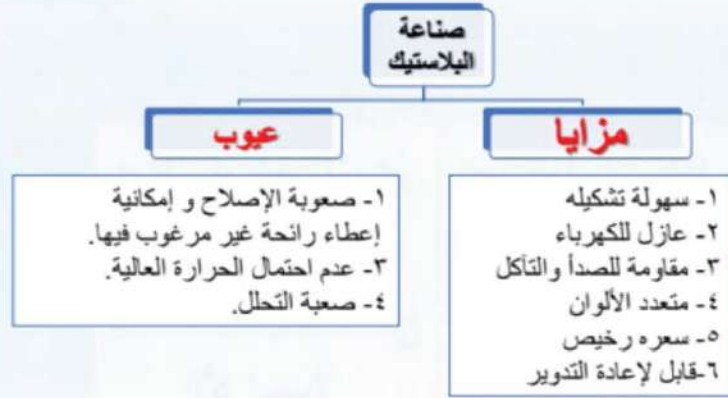 صناعة
البلاستيك
مزايا
١- سهولة تشكيله
٢- عازل للكهرباء
٣- مقاومة للصدأ والتآكل
٤- متعدد الألوان
٥- سعره رخيص
٦-قابل لإعادة التدوير
عيوب
١- صعوبة الإصلاح و إمكانية
إعطاء رائحة غير مرغوب فيها.
٣- عدم احتمال الحرارة العالية.
٤- صعبة التحلل.